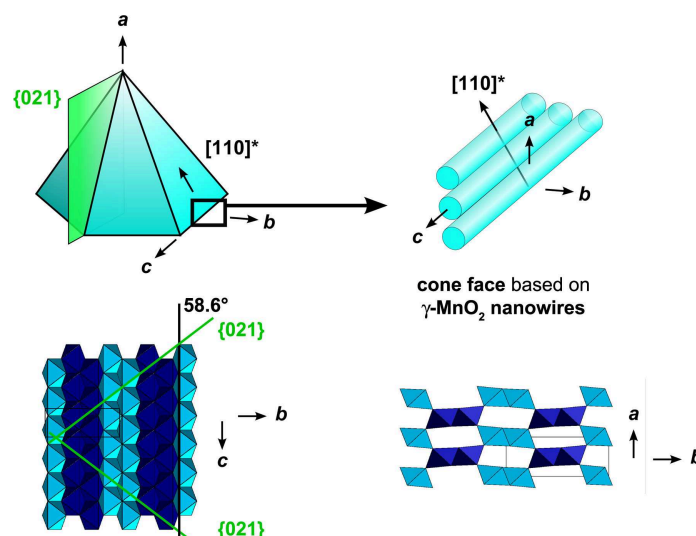 a
{021}
[110]*
b
c
[110]*
a
b
c
cone face based on
γ-MnO2 nanowires
58.6°
{021}
b
c
{021}
a
b